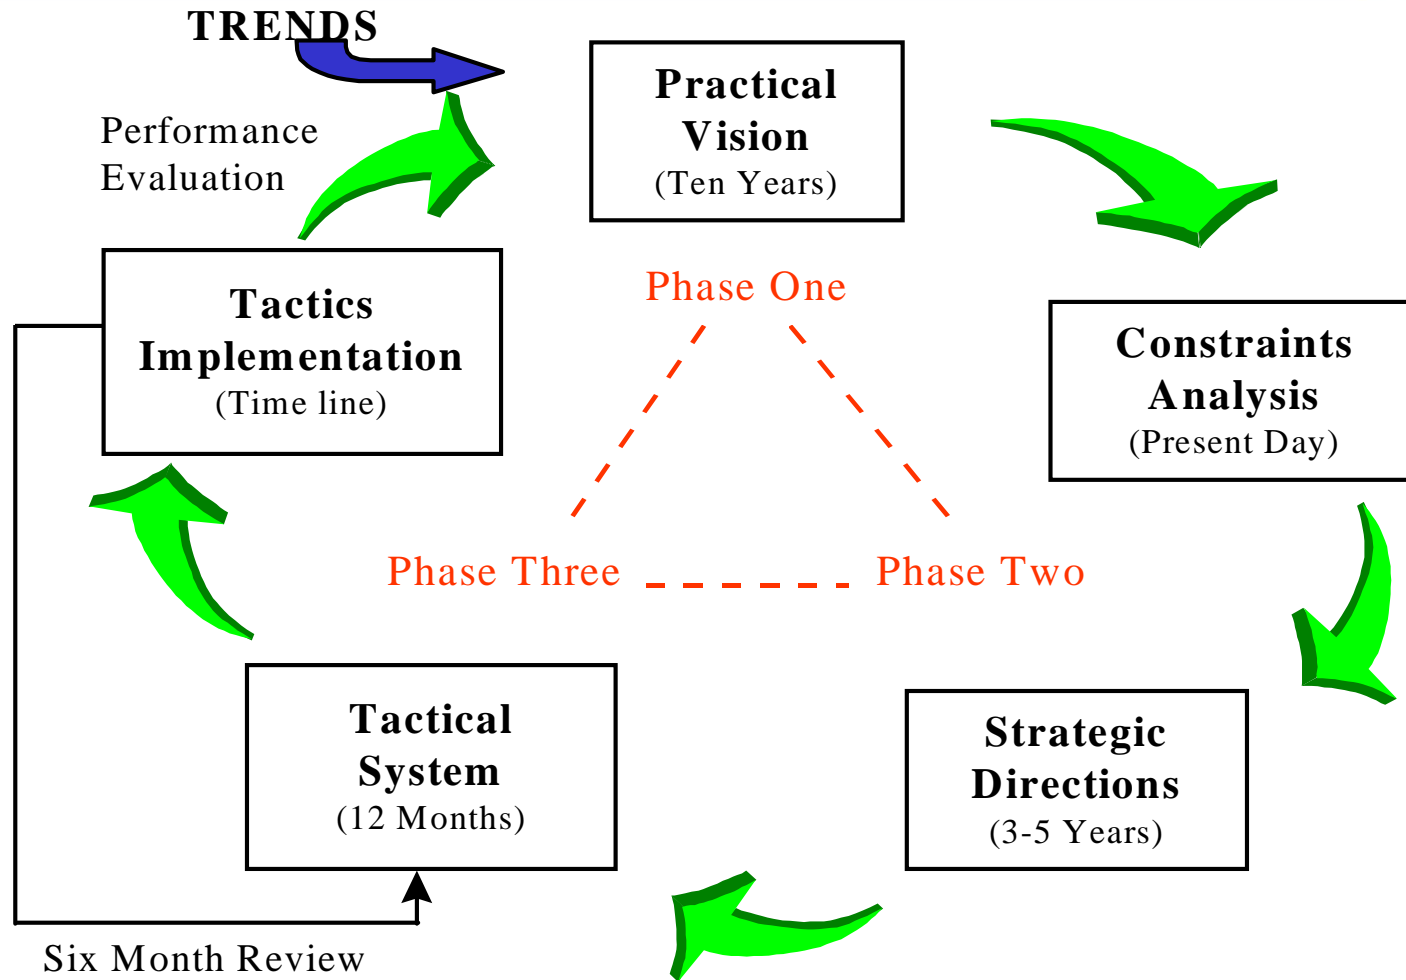 TRENDS
Performance
Evaluation
Practical
Vision
(Ten Years)
Constraints
Analysis
(Present Day)
Strategic
Directions
(3-5 Years)
Tactical
System
(12 Months)
Tactics
Implementation
(Time line)
Six Month Review
Phase One
Phase Two
Phase Three